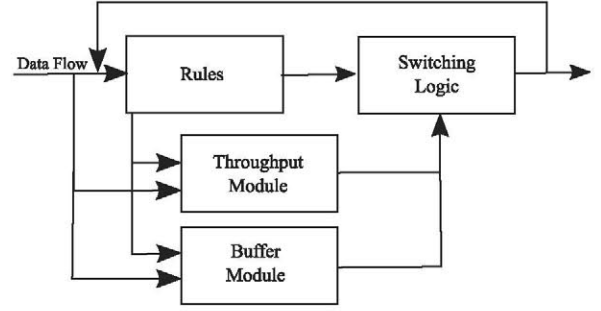 Data Flow
Rules
Switching
Logic
Throughput
Module
Buffer
Module